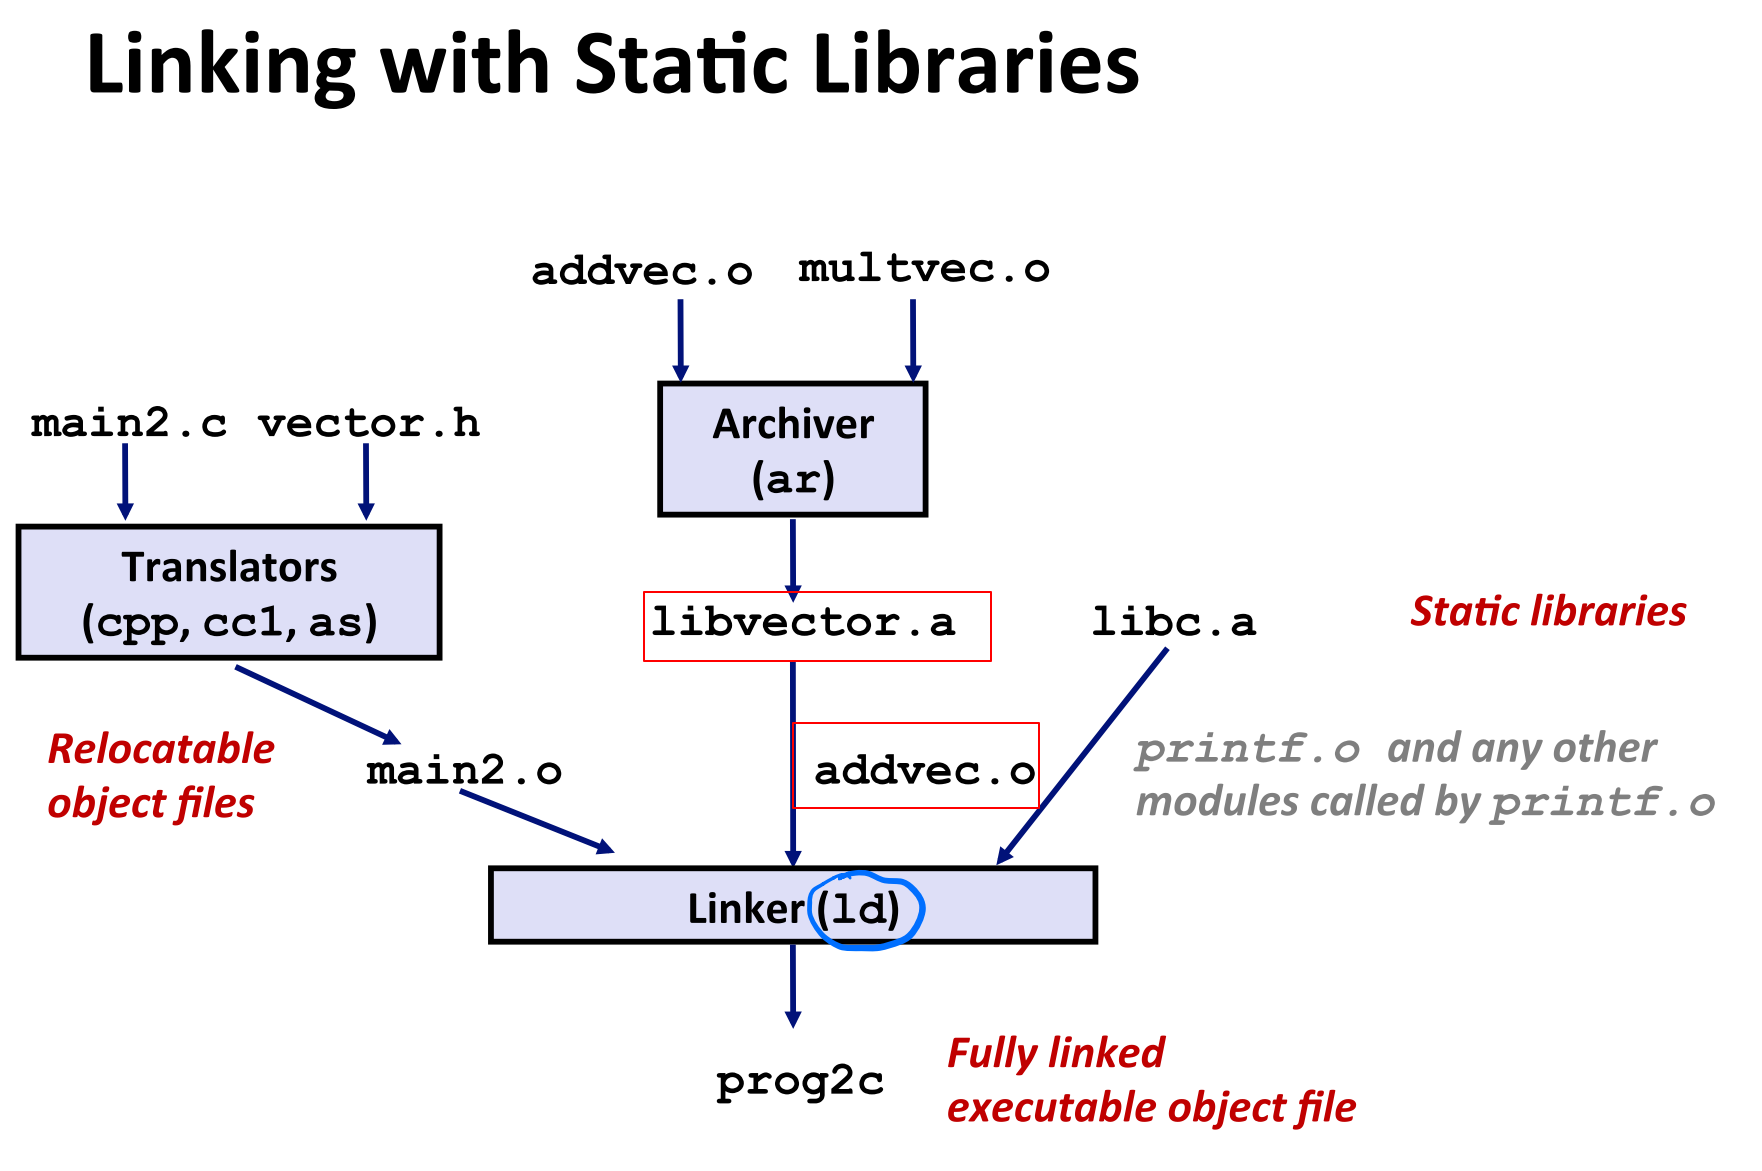 Linking with Static Libraries
addvec.o multvec.o
main2.c vector.h
Archiver
(ar)
Translators
(cpp, cc1, as)
libvector.a
libc.a
Static libraries
Relocatable
object files
main2.o
addvec.o
printf.o and any other
modules called by printf.o
Linker (ld)
prog2c
Fully linked
executable object file